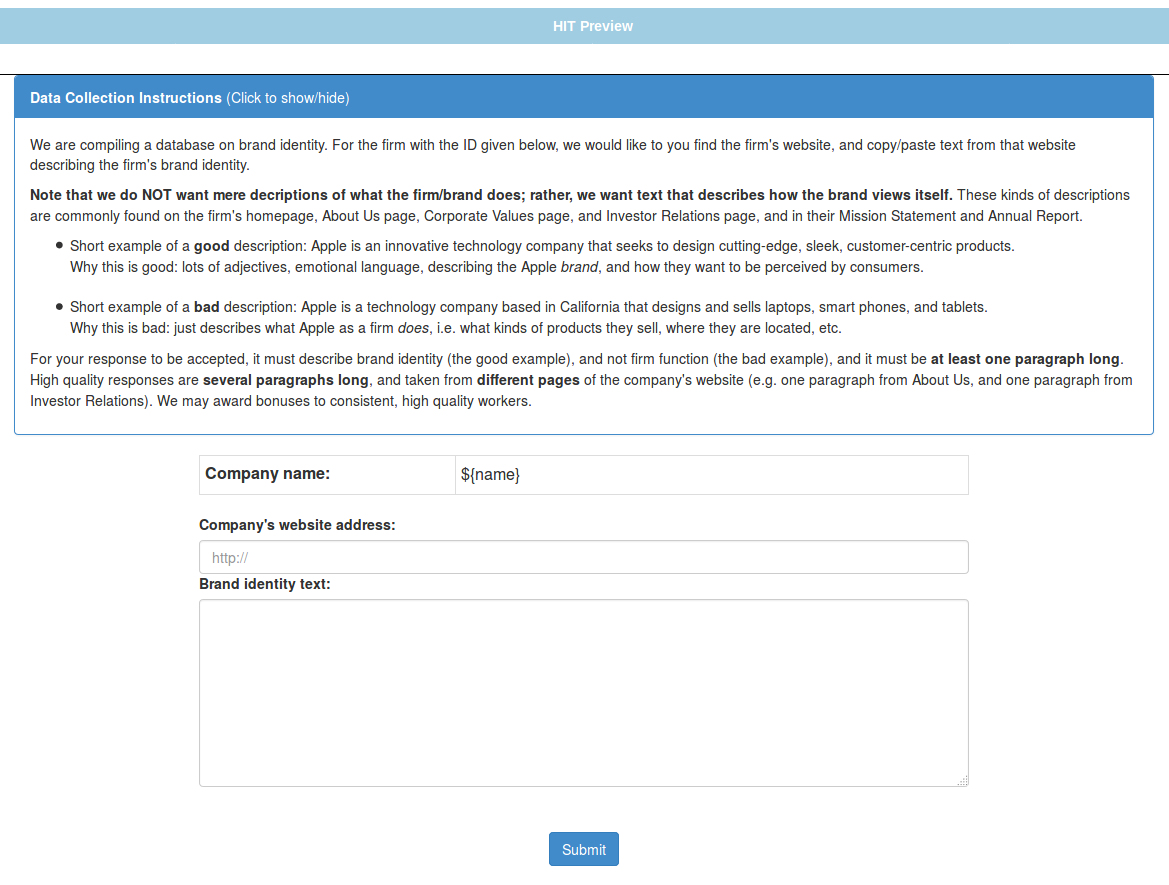 HIT Preview
Data Collection Instructions (Click to show/hide)
We are compiling a database on brand identity. For the firm with the ID given below, we would like to you find the firm's website, and copy/paste text from that website
describing the firm's brand identity.
Note that we do NOT want mere decriptions of what the firm/brand does; rather, we want text that describes how the brand views itself. These kinds of descriptions
are commonly found on the firm's homepage, About Us page, Corporate Values page, and Investor Relations page, and in their Mission Statement and Annual Report.
• Short example of a good description: Apple is an innovative technology company that seeks to design cutting-edge, sleek, customer-centric products.
Why this is good: lots of adjectives, emotional language, describing the Apple brand, and how they want to be perceived by consumers.
• Short example of a bad description: Apple is a technology company based in California that designs and sells laptops, smart phones, and tablets.
Why this is bad: just describes what Apple as a firm does, i.e. what kinds of products they sell, where they are located, etc.
For your response to be accepted, it must describe brand identity (the good example), and not firm function (the bad example), and it must be at least one paragraph long.
High quality responses are several paragraphs long, and taken from different pages of the company's website (e.g. one paragraph from About Us, and one paragraph from
Investor Relations). We may award bonuses to consistent, high quality workers.
Company name: ${name}
Company's website address:
http://
Brand identity text:
Submit